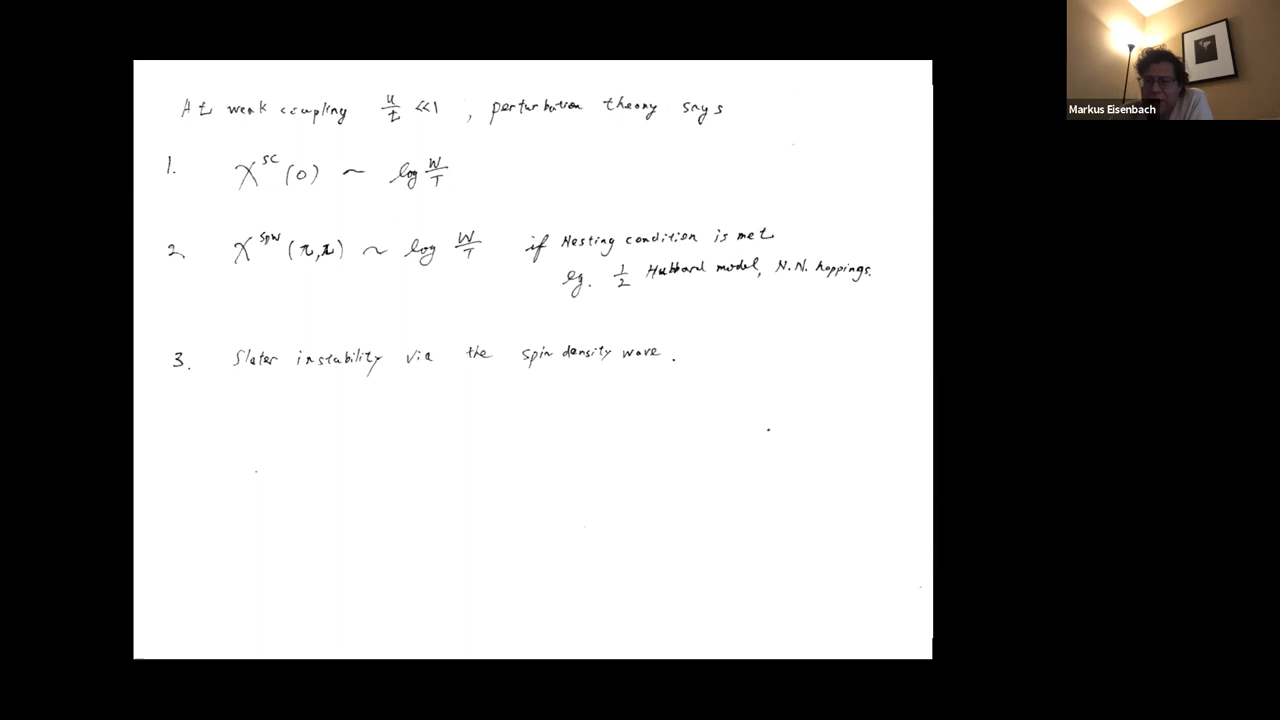 At weak coupling u/t ≪1, perturbation theory says
1. χ^SC (0) ~ log W/T
2. χ^SDW (π,π) ~ log W/T if Nesting condition is met
eg. 1/2 Hubbard model, N.N. hoppings.
3. Slater instability via the spin density wave.
Markus Eisenbach